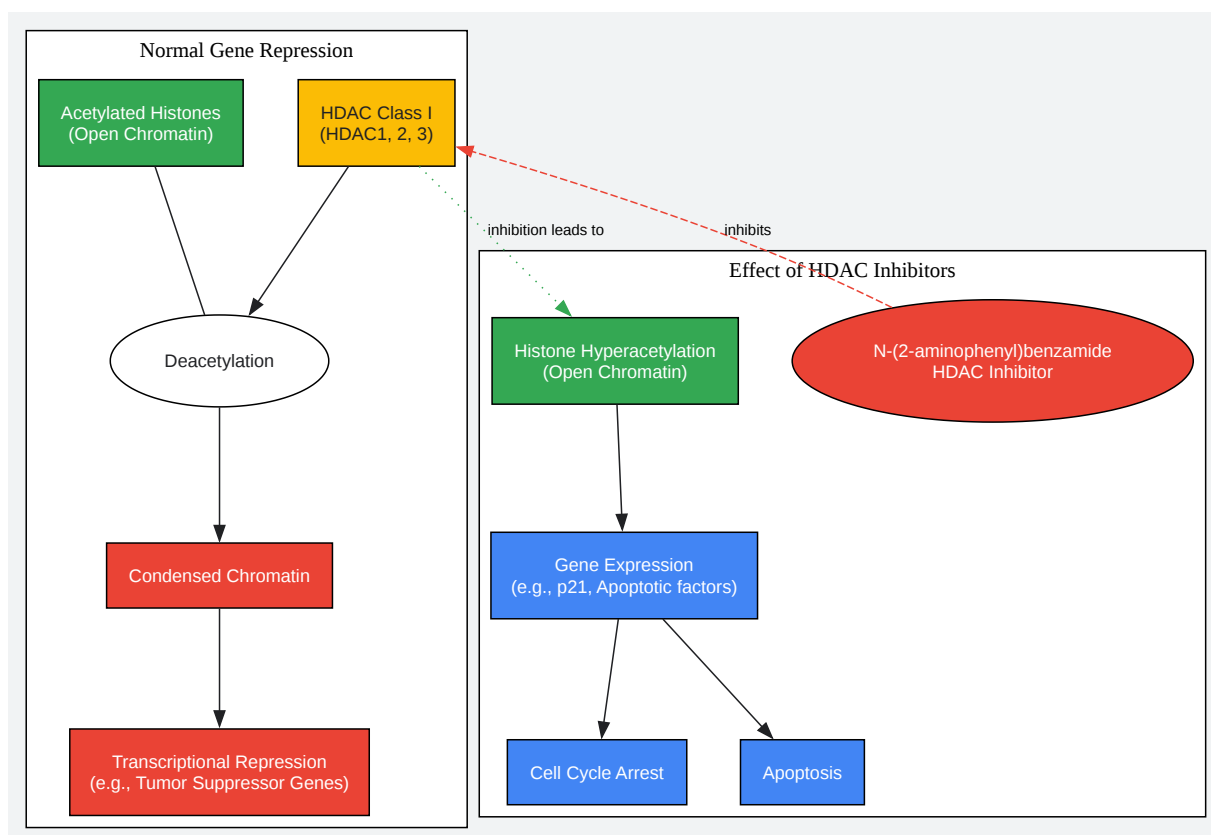 Normal Gene Repression
Acetylated Histones
(Open Chromatin)
HDAC Class I
(HDAC1, 2, 3)
inhibition leads to
inhibits
Deacetylation
Condensed Chromatin
Transcriptional Repression
(e.g., Tumor Suppressor Genes)
Effect of HDAC Inhibitors
Histone Hyperacetylation
(Open Chromatin)
N-(2-aminophenyl)benzamide
HDAC Inhibitor
Gene Expression
(e.g., p21, Apoptotic factors)
Cell Cycle Arrest
Apoptosis